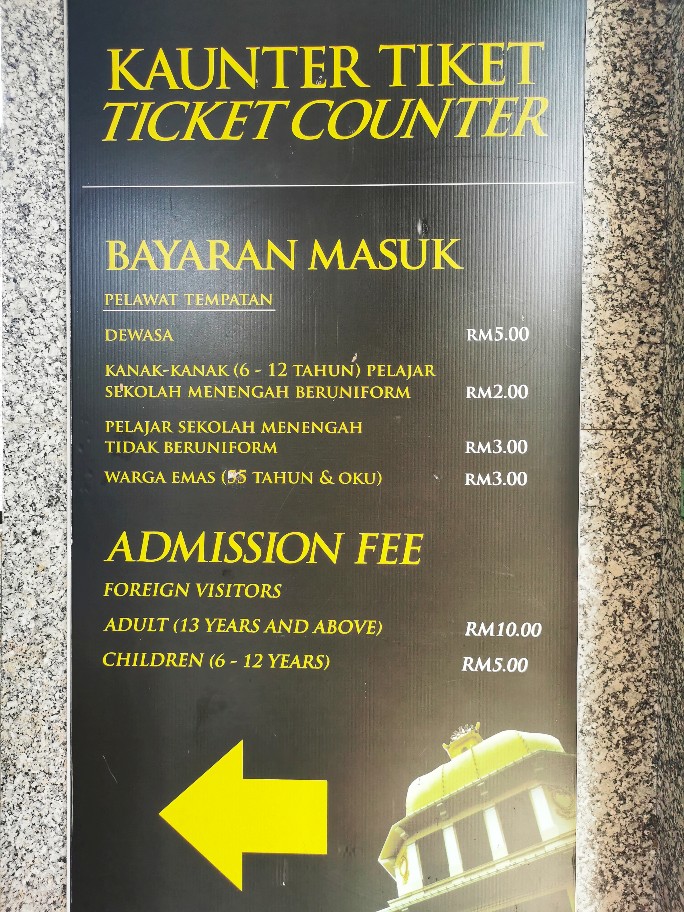 KAUNTER TIKET
TICKET COUNTER
BAYARAN MASUK
PELAWAT TEMPATAN
DEWASA RM5.00
KANAK-KANAK (6 - 12 TAHUN) PELAJAR
SEKOLAH MENENGAH BERUNIFORM RM2.00
PELAJAR SEKOLAH MENENGAH
TIDAK BERUNIFORM RM3.00
WARGA EMAS (55 TAHUN & OKU) RM3.00
ADMISSION FEE
FOREIGN VISITORS
ADULT (13 YEARS AND ABOVE) RM10.00
CHILDREN (6 - 12 YEARS) RM5.00